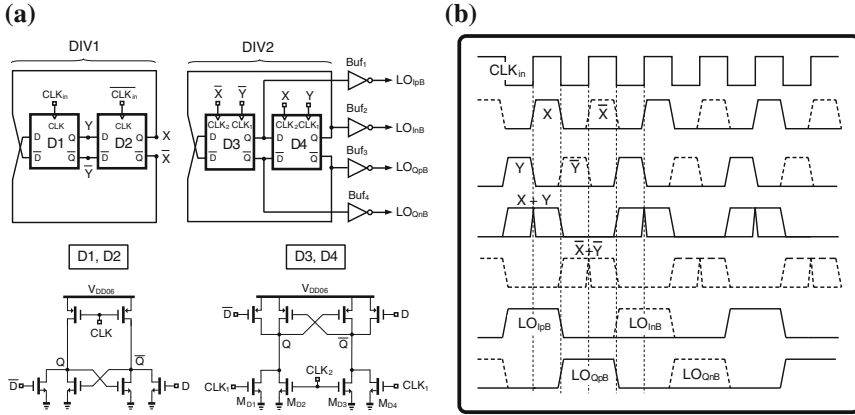 (a)
DIV1
DIV2
CLKin
CLKin
X
Y
X
Y
Buf1
LOIpB
CLK
Y
CLK
X
CLK2
CLK1
CLK2
CLK1
Buf2
LOInB
D
Q
D
Q
D
Q
D
Q
D1
D2
D3
D4
D
Q
D
Q
X
D
Q
D
Q
Buf3
LOQpB
Y
Buf4
LOQnB
D1, D2
D3, D4
VDD06
VDD06
CLK
D
D
Q
Q
Q
Q
CLK2
D
D
CLK1
CLK1
MD1
MD2
MD3
MD4
(b)
CLKin
X
X
Y
Y
X + Y
X+Y
LOIpB
LOInB
LOQpB
LOQnB